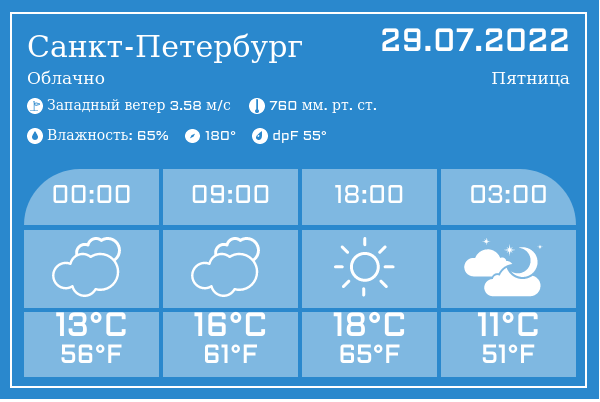 Санкт-Петербург 29.07.2022
Облачно Пятница
Западный ветер 3.58 м/с 760 мм. рт. ст.
Влажность: 65% 180° dpF 55°
00:00 09:00 18:00 03:00
13°C 16°C 18°C 11°C
56°F 61°F 65°F 51°F